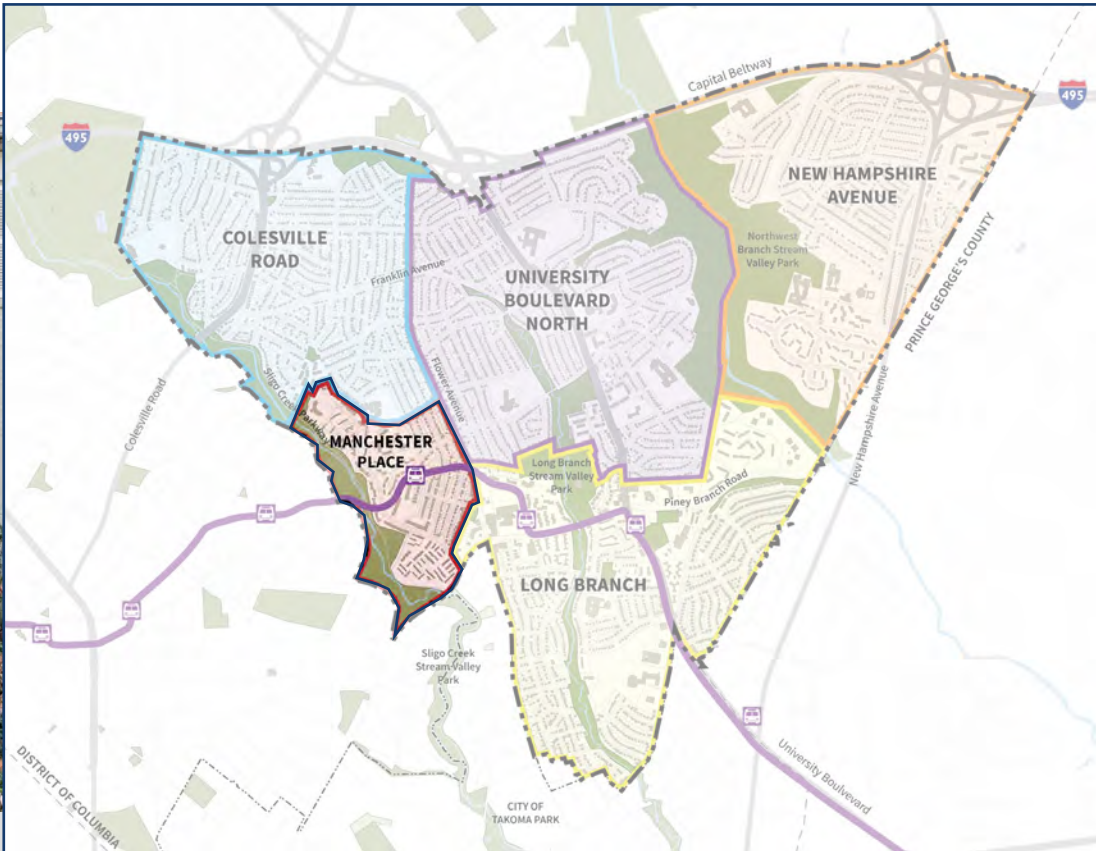 Capital Beltway
495
495
NEW HAMPSHIRE
AVENUE
COLESVILLE
ROAD
Franklin Avenue
Northwest
Branch Stream
Valley Park
UNIVERSITY
BOULEVARD
NORTH
PRINCE GEORGE'S COUNTY
Flower Avenue
Sligo Creek
Parkway
Colesville Road
New Hampshire Avenue
MANCHESTER
PLACE
Long Branch
Stream Valley
Park
Piney Branch Road
LONG BRANCH
Sligo Creek
Stream Valley
Park
University Boulvevard
DISTRICT OF COLUMBIA
CITY OF
TAKOMA PARK